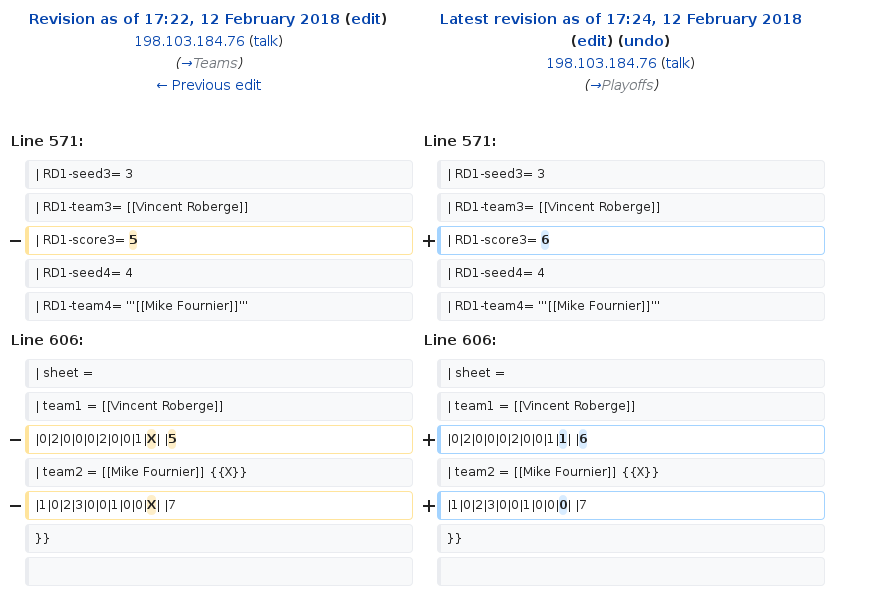 Revision as of 17:22, 12 February 2018 (edit)
198.103.184.76 (talk)
(→Teams)
← Previous edit
Latest revision as of 17:24, 12 February 2018
(edit) (undo)
198.103.184.76 (talk)
(→Playoffs)
Line 571:
Line 571:
| RD1-seed3= 3
| RD1-seed3= 3
| RD1-team3= [[Vincent Roberge]]
| RD1-team3= [[Vincent Roberge]]
− | RD1-score3= 5
+ | RD1-score3= 6
| RD1-seed4= 4
| RD1-seed4= 4
| RD1-team4= '''[[Mike Fournier]]'''
| RD1-team4= '''[[Mike Fournier]]'''
Line 606:
Line 606:
| sheet =
| sheet =
| team1 = [[Vincent Roberge]]
| team1 = [[Vincent Roberge]]
− |0|2|0|0|0|2|0|0|1|X| |5
+ |0|2|0|0|0|2|0|0|1|1| |6
| team2 = [[Mike Fournier]] {{X}}
| team2 = [[Mike Fournier]] {{X}}
− |1|0|2|3|0|0|1|0|0|X| |7
+ |1|0|2|3|0|0|1|0|0|0| |7
}}
}}